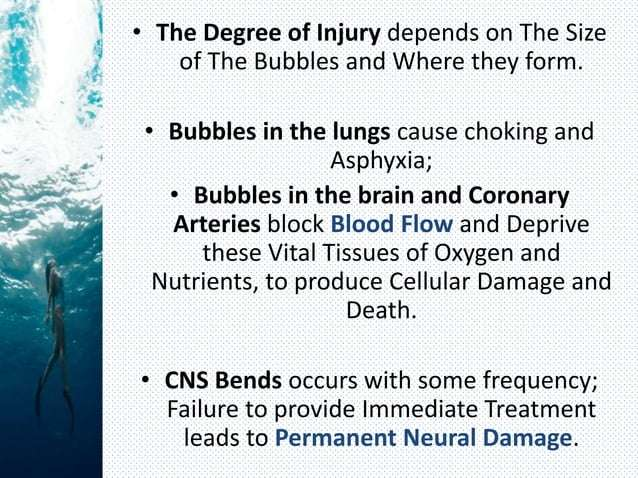 • The Degree of Injury depends on The Size
of The Bubbles and Where they form.
• Bubbles in the lungs cause choking and
Asphyxia;
• Bubbles in the brain and Coronary
Arteries block Blood Flow and Deprive
these Vital Tissues of Oxygen and
Nutrients, to produce Cellular Damage and
Death.
• CNS Bends occurs with some frequency;
Failure to provide Immediate Treatment
leads to Permanent Neural Damage.